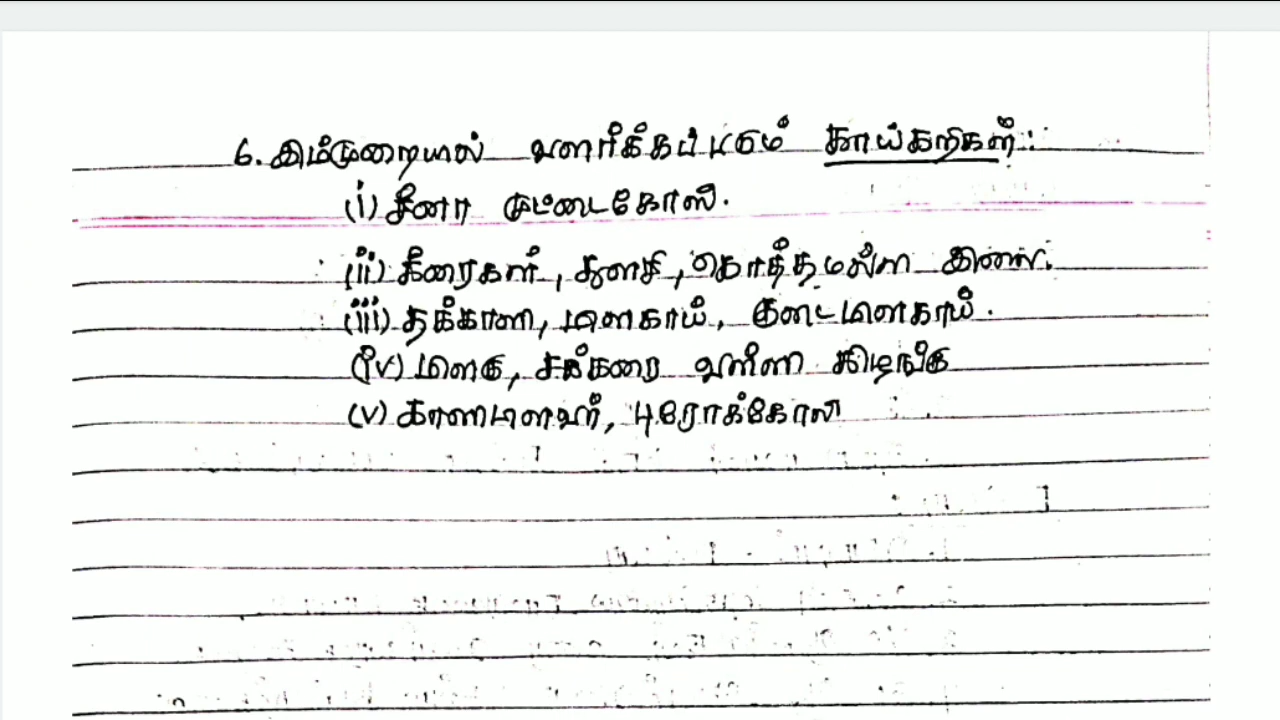 6. இம்முறையில் வளர்க்கப்படும் காய்கறிகள்:
(i) சீனா முட்டைகோஸ்.
(ii) கீரைகள், துளசி, கொத்தமல்லி இலை.
(iii) தக்காளி, மிளகாய், குடை மிளகாய்.
(iv) மிளகு, சக்கரை வள்ளி கிழங்கு
(v) காலிபிளவர், புரோக்கோலி